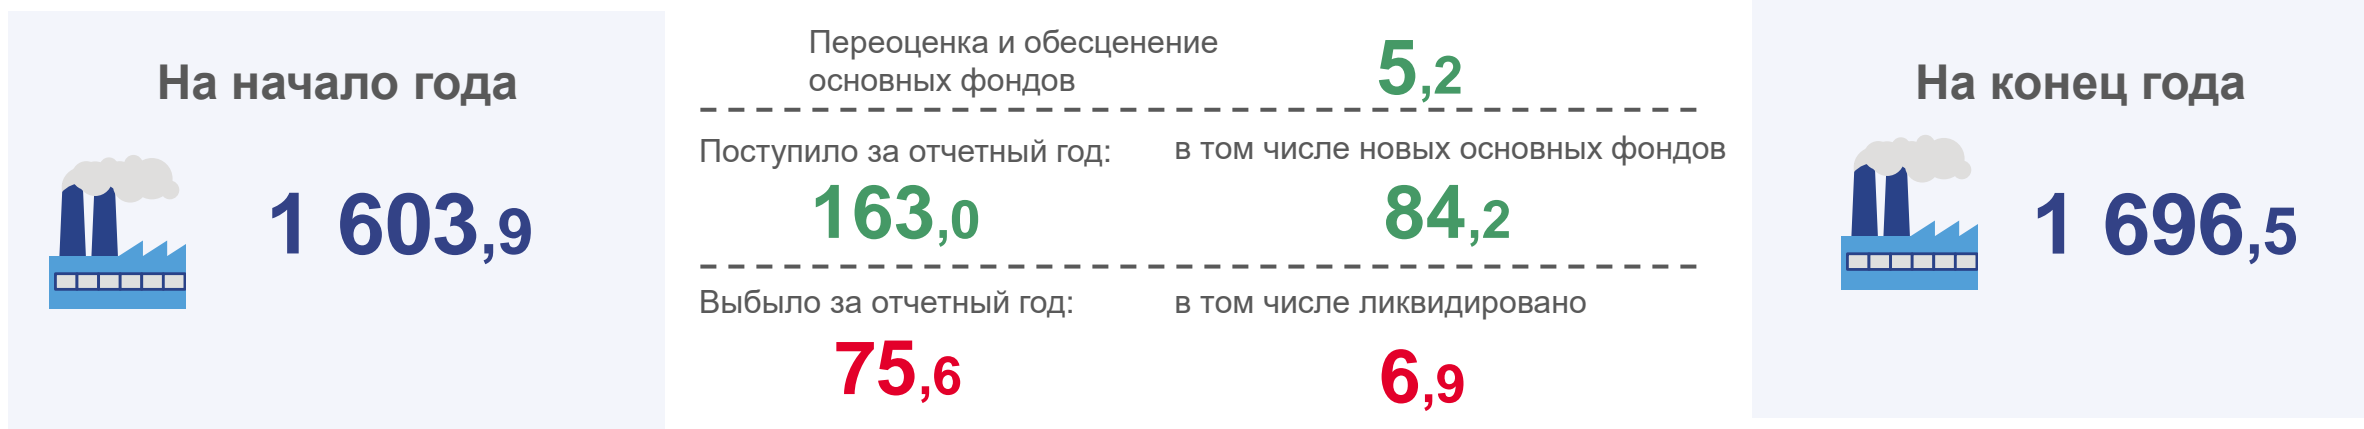 На начало года
1 603,9
Переоценка и обесценение
основных фондов
5,2
Поступило за отчетный год:
163,0
в том числе новых основных фондов
84,2
Выбыло за отчетный год:
75,6
в том числе ликвидировано
6,9
На конец года
1 696,5